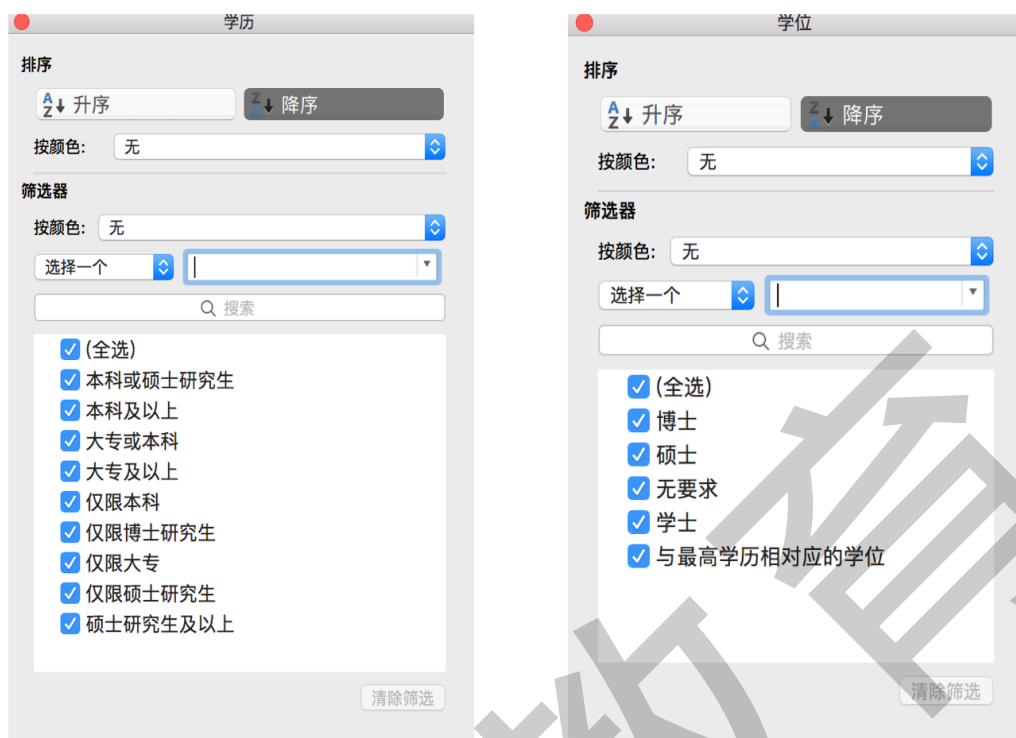 学历
排序
A
Z
升序
Z
A
降序
按颜色: 无
筛选器
按颜色: 无
选择一个
搜索
(全选)
本科或硕士研究生
本科及以上
大专或本科
大专及以上
仅限本科
仅限博士研究生
仅限大专
仅限硕士研究生
硕士研究生及以上
清除筛选
学位
排序
A
Z
升序
Z
A
降序
按颜色: 无
筛选器
按颜色: 无
选择一个
搜索
(全选)
博士
硕士
无要求
学士
与最高学历相对应的学位
清除筛选
教育